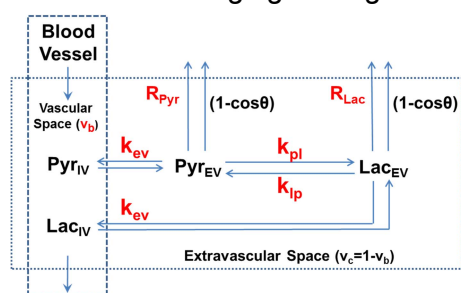 Blood
Vessel
Vascular
Space (vb)
RPyr
(1-cosθ)
RLac
(1-cosθ)
kev
kpl
PyrIV
PyrEV
LacEV
klp
kev
LacIV
Extravascular Space (vc=1-vb)